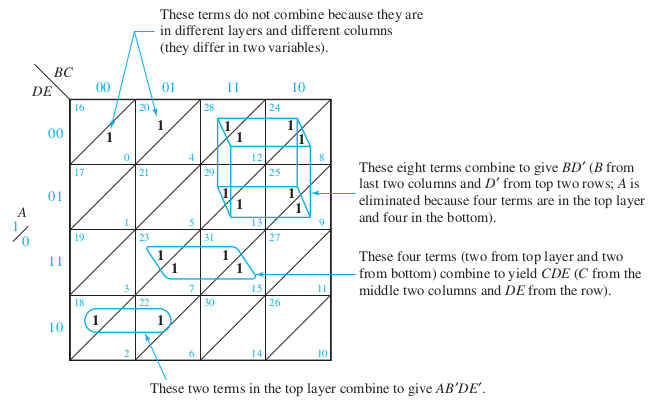 These terms do not combine because they are
in different layers and different columns
(they differ in two variables).
BC
DE
00 01 11 10
16 20 28 24
1 1 1 1
00
1 1 1
0 4 12 8
17 21 29 25
1 1
01
1 1
1 5 13 9
These eight terms combine to give BD′ (B from
last two columns and D′ from top two rows; A is
eliminated because four terms are in the top layer
and four in the bottom).
A
1
0
19 23 31 27
1 1
11
1 1
3 7 15 11
These four terms (two from top layer and two
from bottom) combine to yield CDE (C from the
middle two columns and DE from the row).
18 22 30 26
10
1 1
2 6 14 10
These two terms in the top layer combine to give AB′DE′.